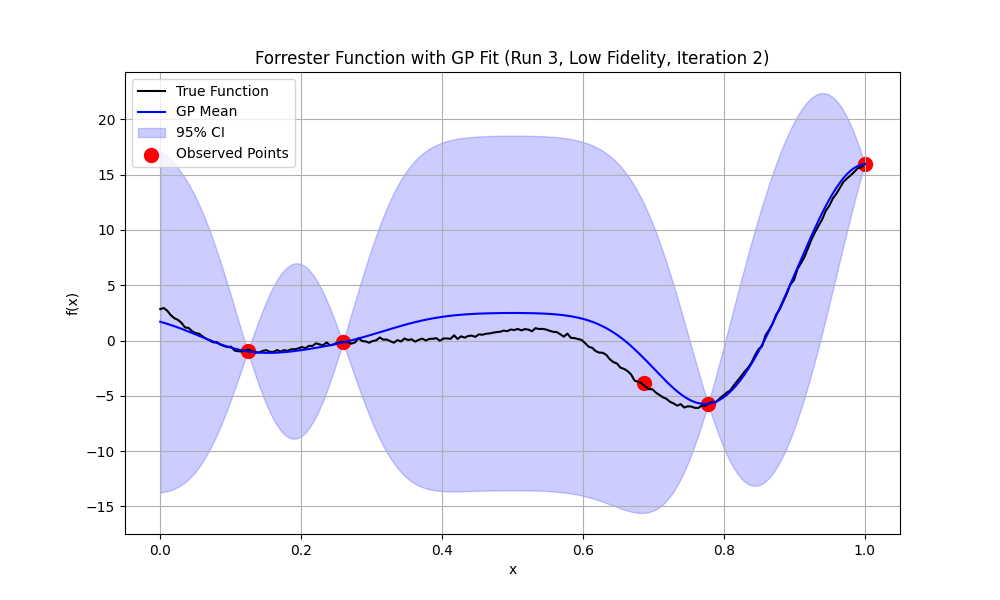 Forrester Function with GP Fit (Run 3, Low Fidelity, Iteration 2)
True Function
GP Mean
95% CI
Observed Points
f(x)
20
15
10
5
0
−5
−10
−15
0.0
0.2
0.4
0.6
0.8
1.0
x